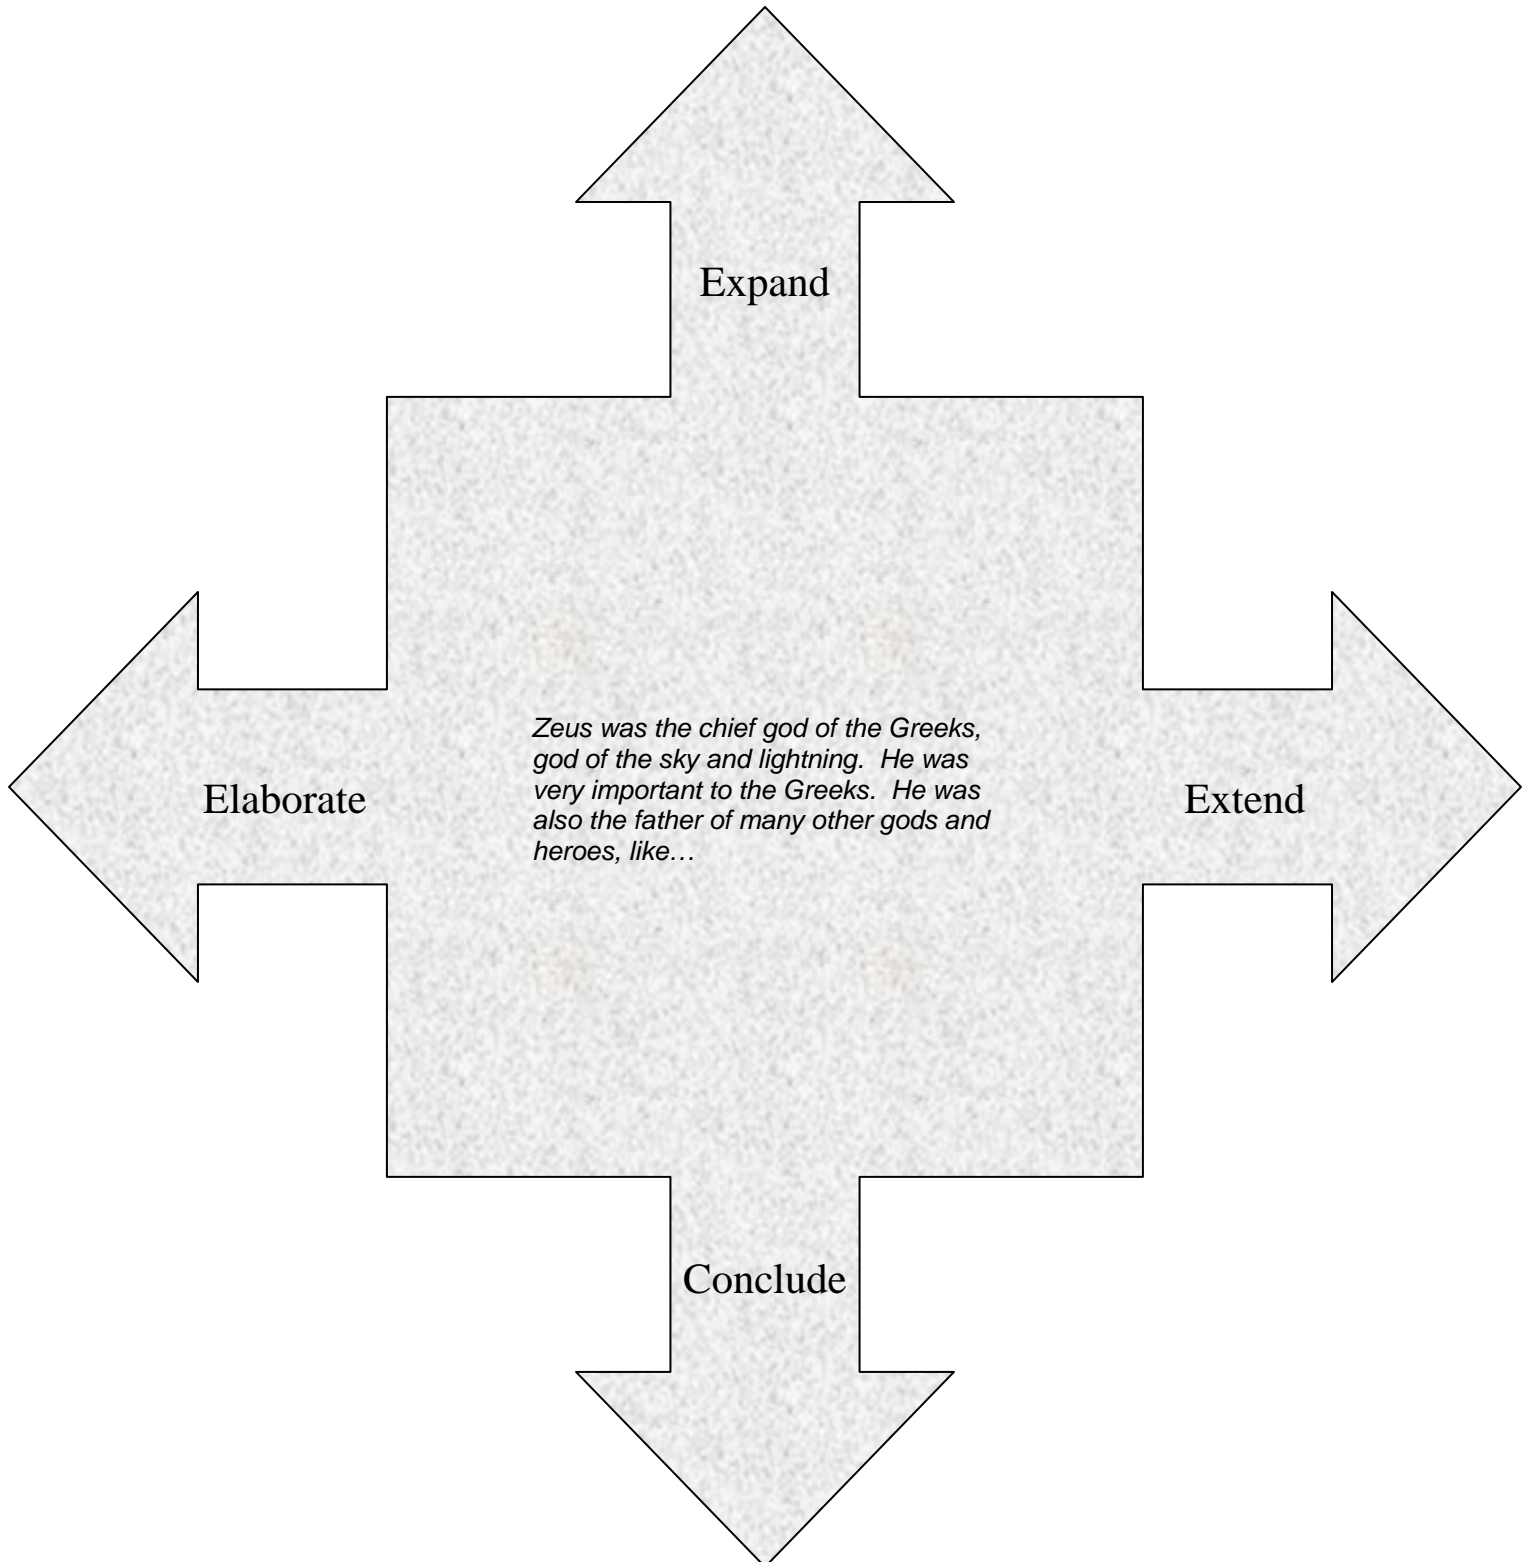 Expand
Zeus was the chief god of the Greeks,
god of the sky and lightning.  He was
very important to the Greeks.  He was
also the father of many other gods and
heroes, like…
Elaborate
Extend
Conclude